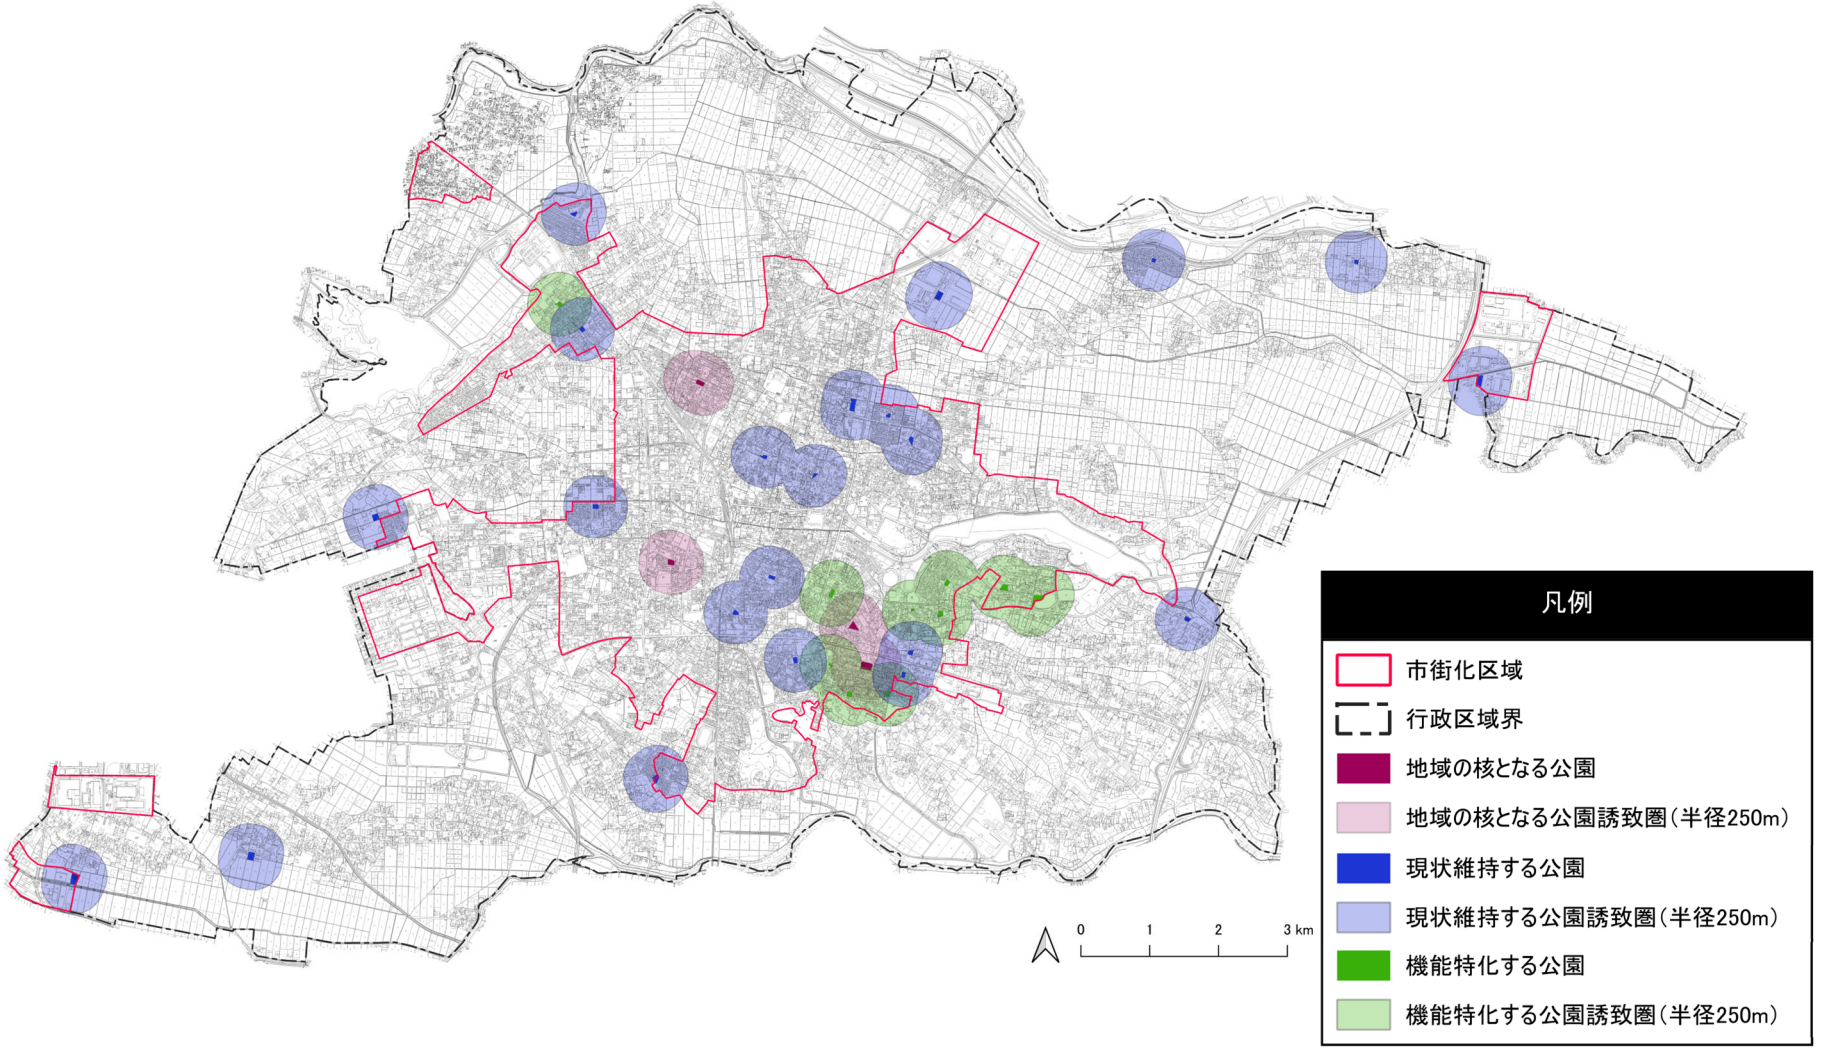 凡例
市街化区域
行政区域界
地域の核となる公園
地域の核となる公園誘致圏(半径250m)
現状維持する公園
現状維持する公園誘致圏(半径250m)
機能特化する公園
機能特化する公園誘致圏(半径250m)
0 1 2 3 km